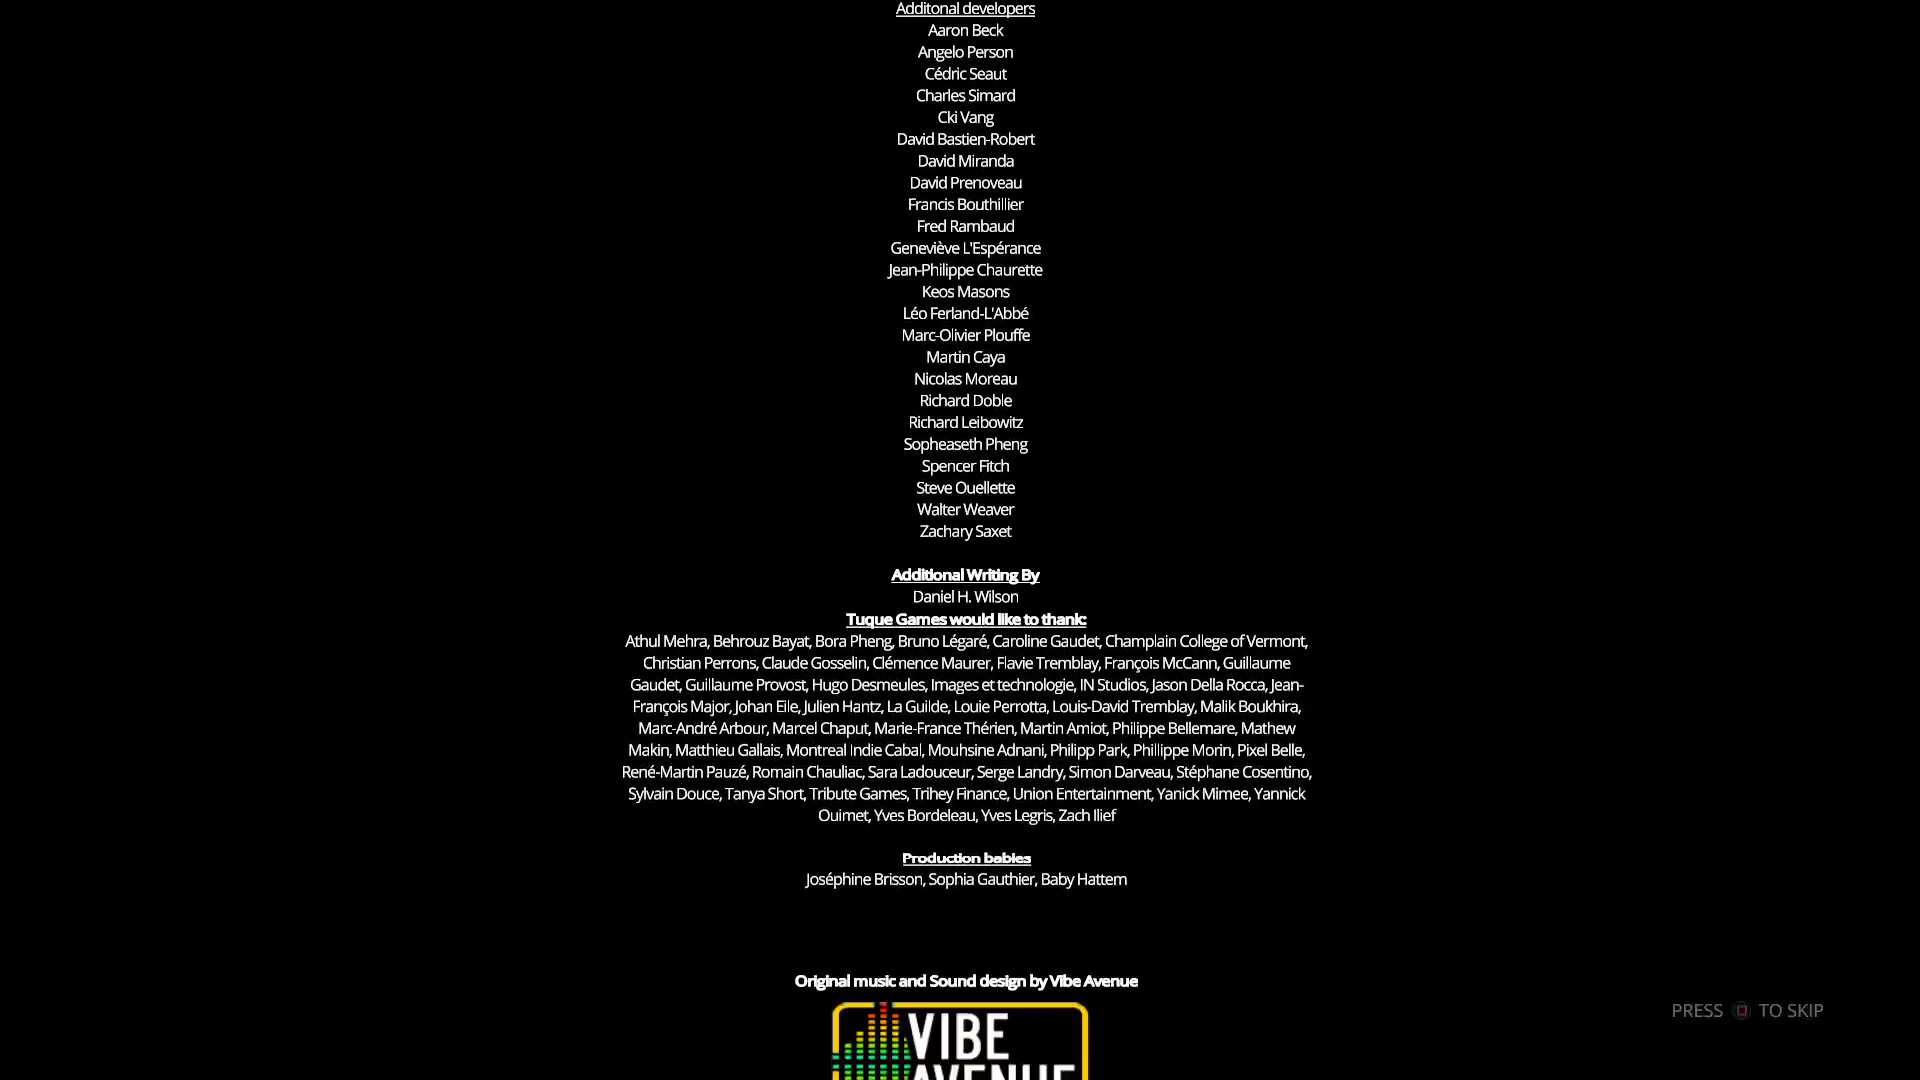 Additonal developers
Aaron Beck
Angelo Person
Cédric Seaut
Charles Simard
Cki Vang
David Bastien-Robert
David Miranda
David Prenoveau
Francis Bouthillier
Fred Rambaud
Geneviève L'Espérance
Jean-Philippe Chaurette
Keos Masons
Léo Ferland-L'Abbé
Marc-Olivier Plouffe
Martin Caya
Nicolas Moreau
Richard Doble
Richard Leibowitz
Sopheaseth Pheng
Spencer Fitch
Steve Ouellette
Walter Weaver
Zachary Saxet
Additional Writing By
Daniel H. Wilson
Tuque Games would like to thank:
Athul Mehra, Behrouz Bayat, Bora Pheng, Bruno Légaré, Caroline Gaudet, Champlain College of Vermont,
Christian Perrons, Claude Gosselin, Clémence Maurer, Flavie Tremblay, François McCann, Guillaume
Gaudet, Guillaume Provost, Hugo Desmeules, Images et technologie, IN Studios, Jason Della Rocca, Jean-
François Major, Johan Eile, Julien Hantz, La Guilde, Louie Perrotta, Louis-David Tremblay, Malik Boukhira,
Marc-André Arbour, Marcel Chaput, Marie-France Thérien, Martin Amiot, Philippe Bellemare, Mathew
Makin, Matthieu Gallais, Montreal Indie Cabal, Mouhsine Adnani, Philipp Park, Phillippe Morin, Pixel Belle,
René-Martin Pauzé, Romain Chauliac, Sara Ladouceur, Serge Landry, Simon Darveau, Stéphane Cosentino,
Sylvain Douce, Tanya Short, Tribute Games, Trihey Finance, Union Entertainment, Yanick Mimee, Yannick
Ouimet, Yves Bordeleau, Yves Legris, Zach Ilief
Production babies
Joséphine Brisson, Sophia Gauthier, Baby Hattem
Original music and Sound design by Vibe Avenue
VIBE
AVENUE
PRESS TO SKIP